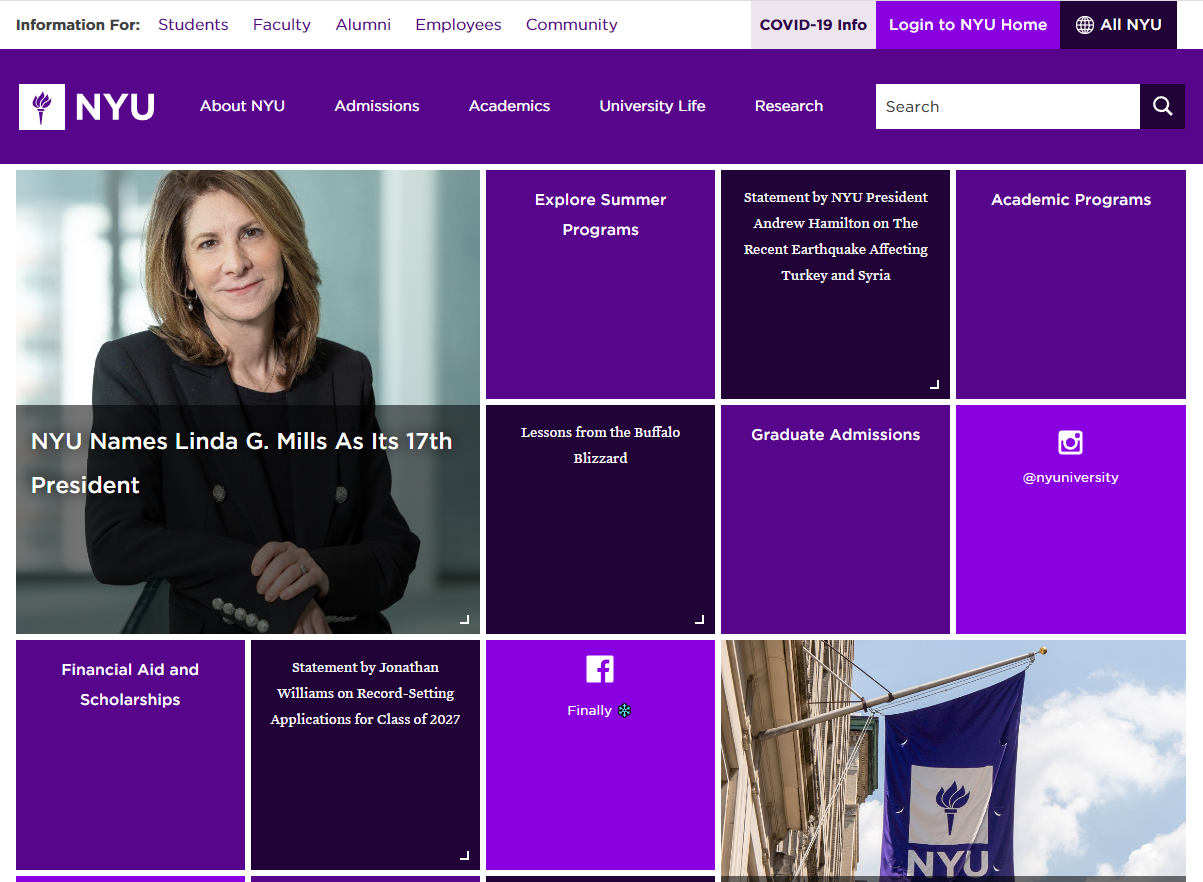 Information For: Students Faculty Alumni Employees Community COVID-19 Info Login to NYU Home All NYU
NYU About NYU Admissions Academics University Life Research Search
NYU Names Linda G. Mills As Its 17th
President
Explore Summer
Programs
Statement by NYU President
Andrew Hamilton on The
Recent Earthquake Affecting
Turkey and Syria
Academic Programs
Lessons from the Buffalo
Blizzard
Graduate Admissions
@nyuniversity
Financial Aid and
Scholarships
Statement by Jonathan
Williams on Record-Setting
Applications for Class of 2027
Finally
NYU